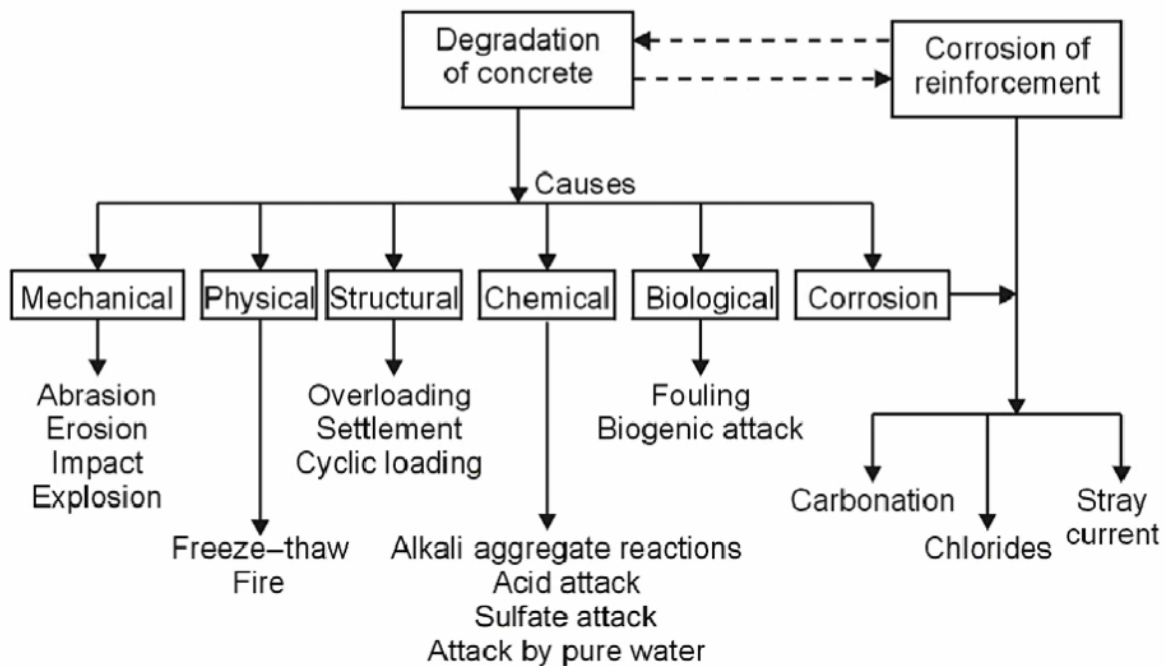 Degradation
of concrete
Corrosion of
reinforcement
Causes
Mechanical
Physical
Structural
Chemical
Biological
Corrosion
Abrasion
Erosion
Impact
Explosion
Freeze–thaw
Fire
Overloading
Settlement
Cyclic loading
Alkali aggregate reactions
Acid attack
Sulfate attack
Attack by pure water
Fouling
Biogenic attack
Carbonation
Chlorides
Stray
current